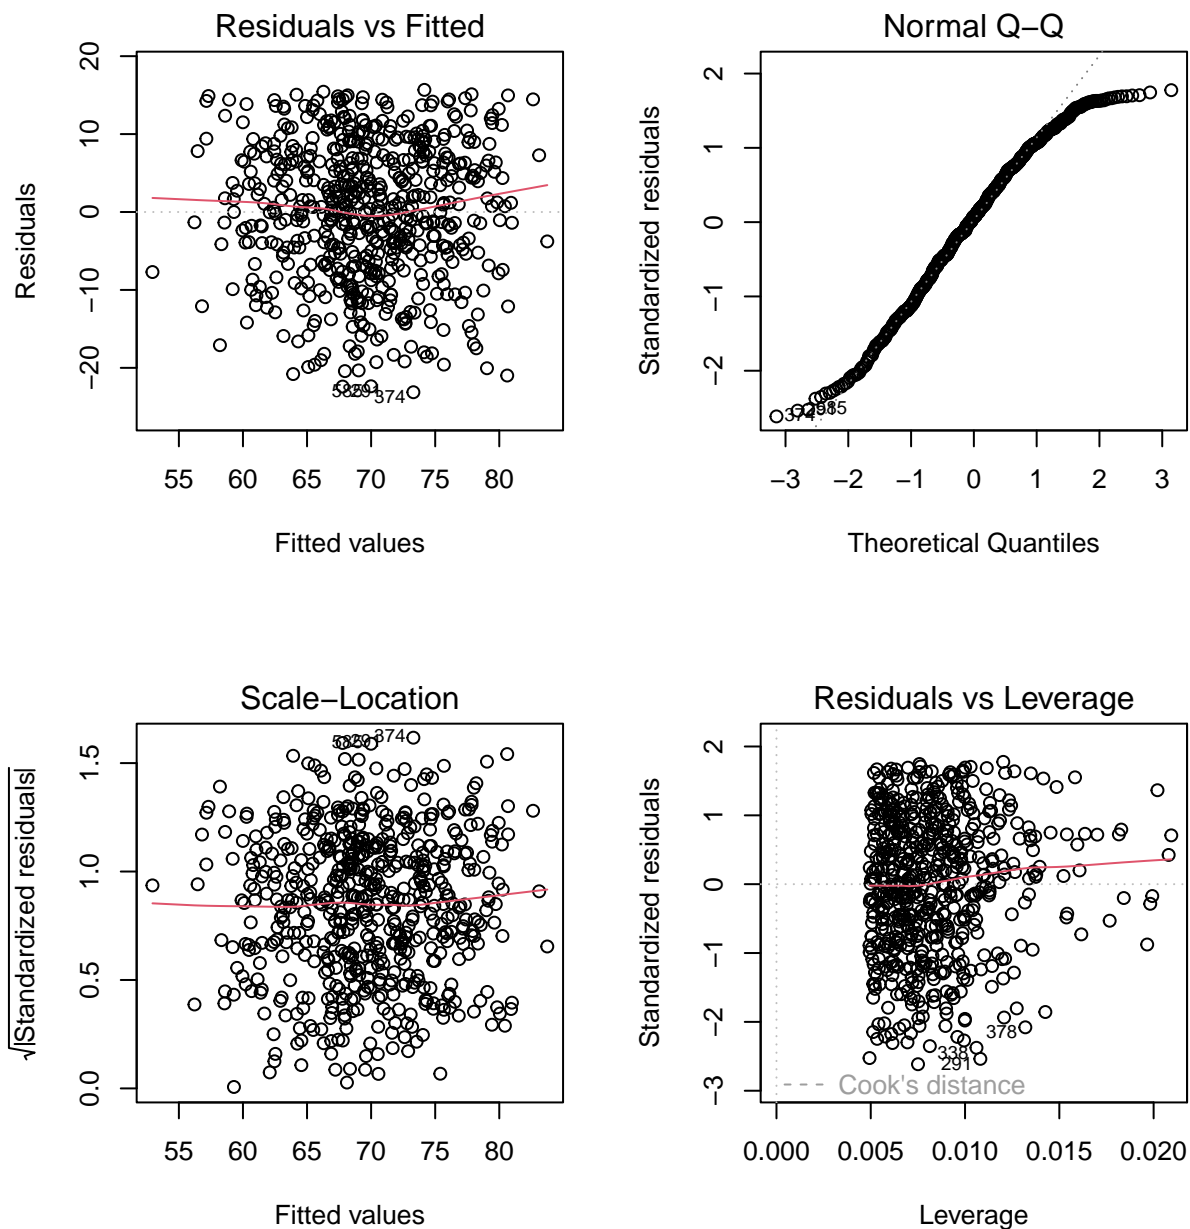 Residuals vs Fitted
Residuals
20
10
0
−10
−20
374
55 60 65 70 75 80
Fitted values
Normal Q−Q
Standardized residuals
2
1
0
−1
−2
−3 −2 −1 0 1 2 3
Theoretical Quantiles
Scale−Location
√|Standardized residuals|
1.5
1.0
0.5
0.0
374
55 60 65 70 75 80
Fitted values
Residuals vs Leverage
Standardized residuals
2
1
0
−1
−2
−3
378
338
291
Cook's distance
0.000 0.005 0.010 0.015 0.020
Leverage